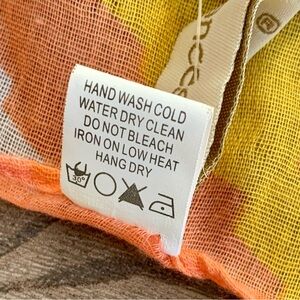 HAND WASH COLD
WATER DRY CLEAN
DO NOT BLEACH
IRON ON LOW HEAT
HANG DRY
30°